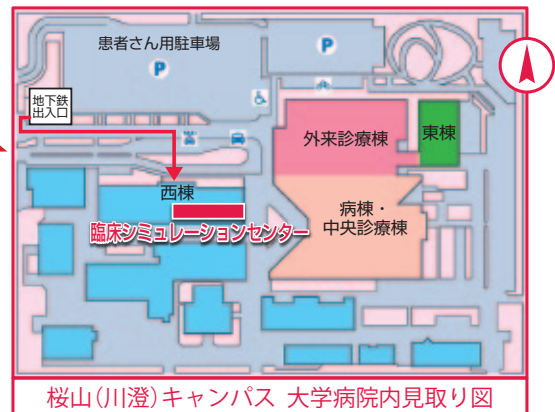 患者さん用駐車場
P
P
地下鉄
出入口
外来診療棟
東棟
西棟
病棟・
中央診療棟
臨床シミュレーションセンター
桜山(川澄)キャンパス 大学病院内見取り図